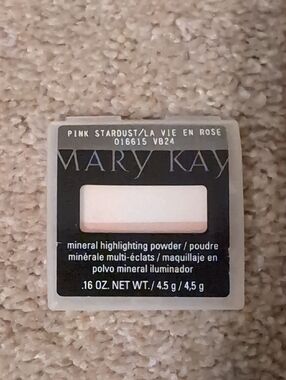 PINK STARDUST/LA VIE EN ROSE
016615 VB24
MARY KAY
mineral highlighting powder / poudre
minérale multi-éclats / maquillaje en
polvo mineral iluminador
.16 OZ. NET WT./ 4.5 g / 4,5 g